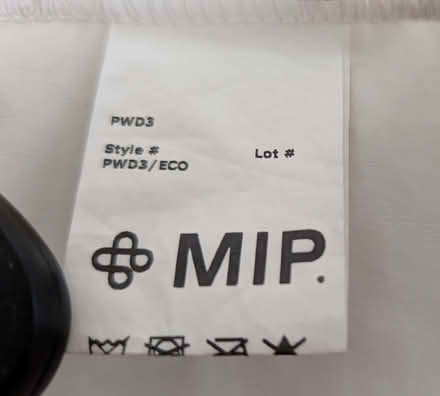 PWD3
Style #
PWD3/ECO
Lot #
MIP.